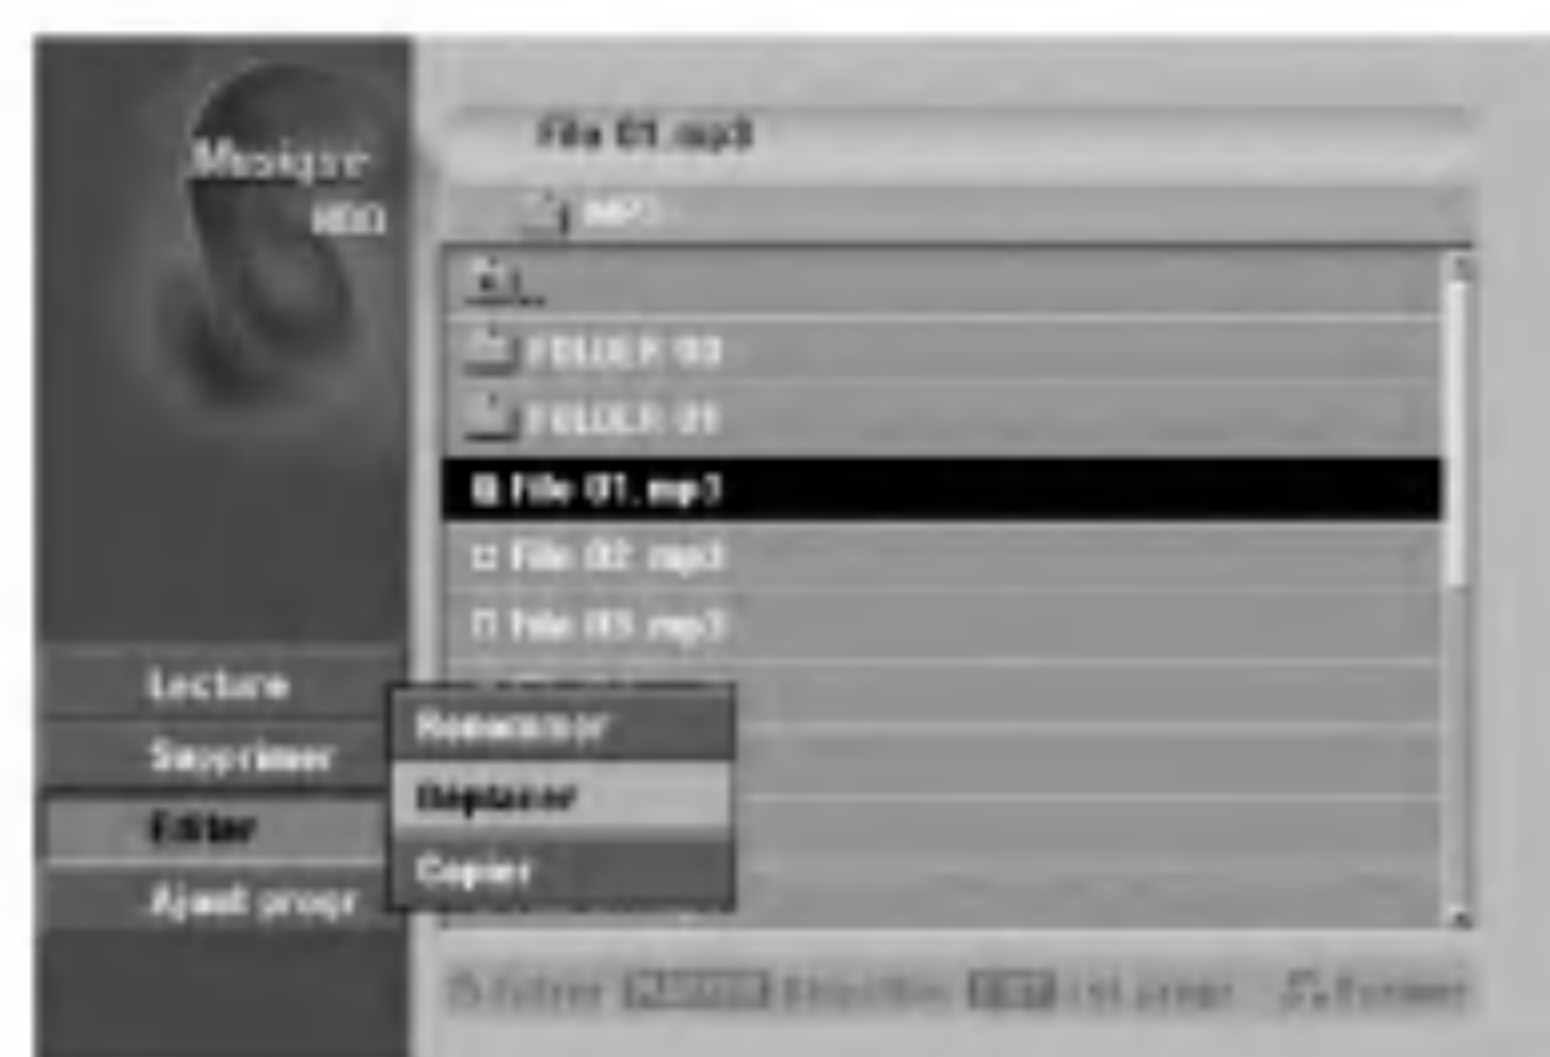 Musique
HDD
File 01.mp3
MP3
FOLDER 00
FOLDER 01
File 01.mp3
File 02.mp3
File 03.mp3
Lecture
Supprimer
Editer
Ajout progr
Renommer
Déplacer
Copier
Fermer